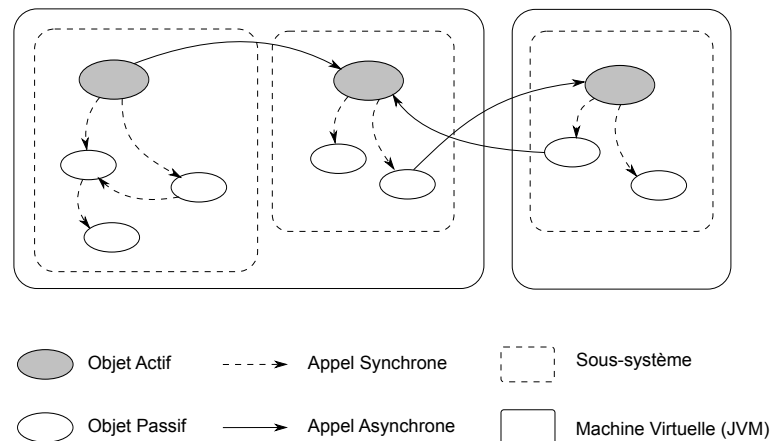 Objet Actif
Appel Synchrone
Sous-système
Objet Passif
Appel Asynchrone
Machine Virtuelle (JVM)